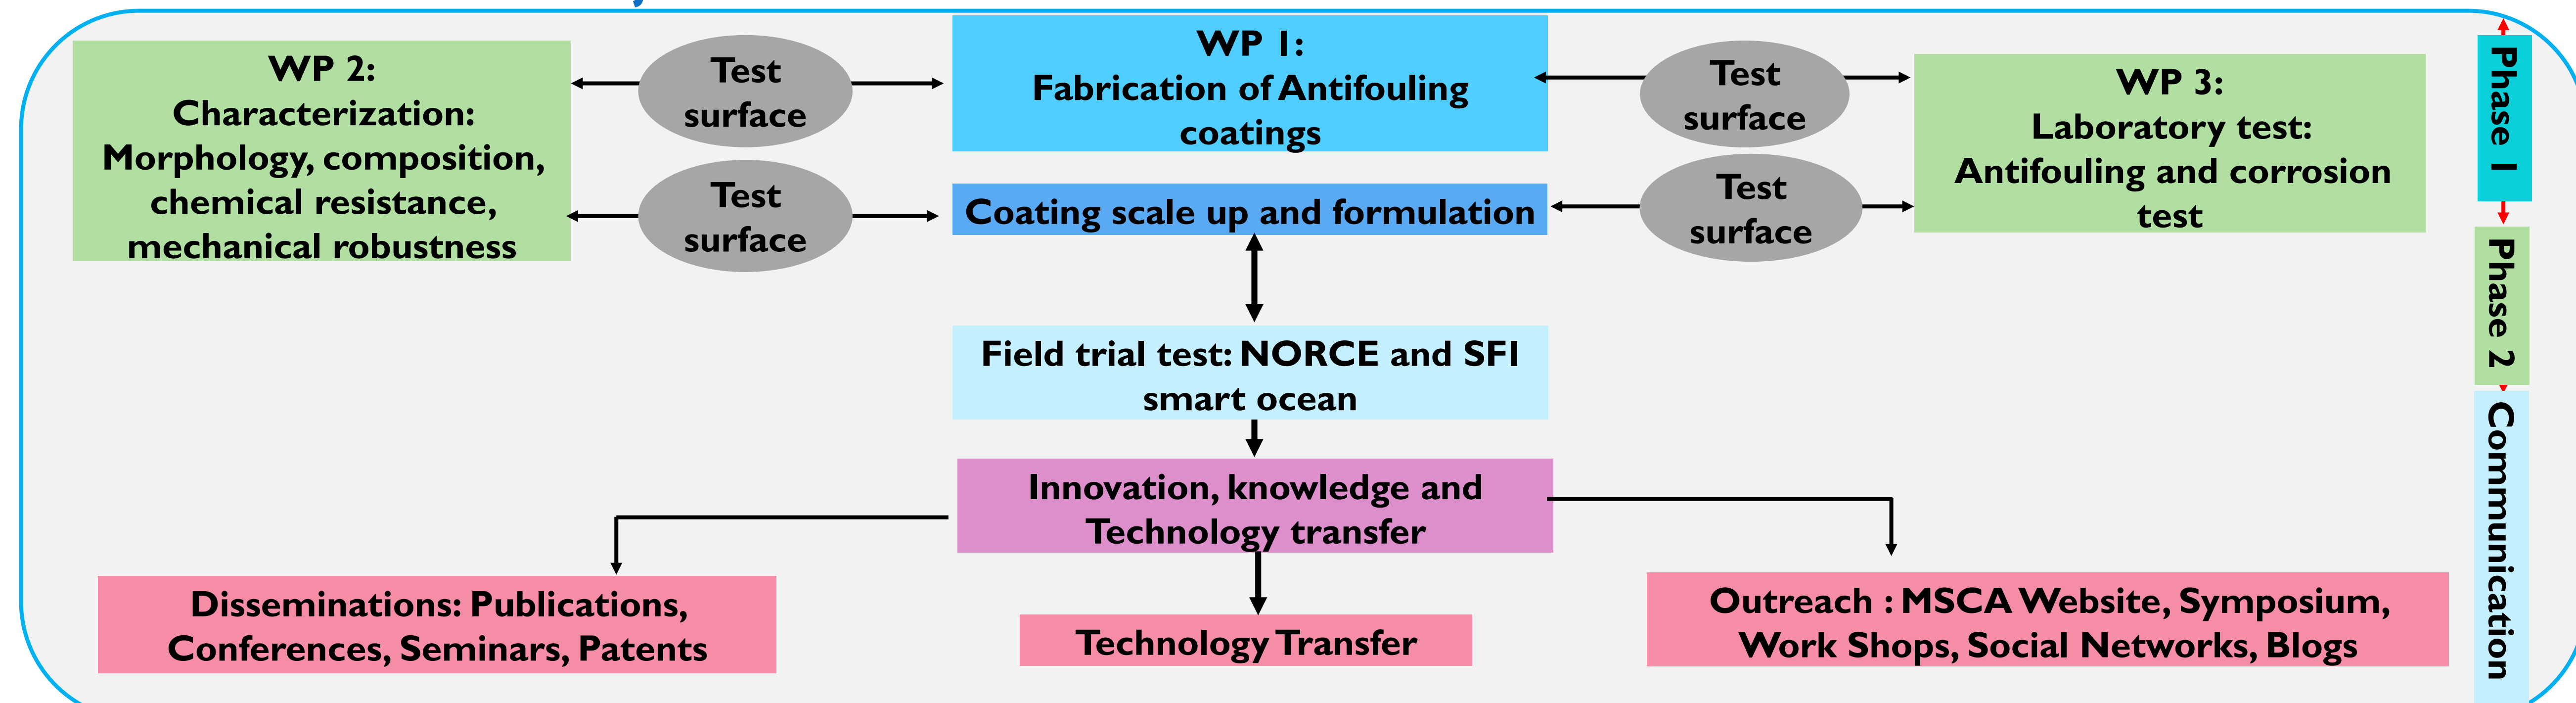 WP 2:
Characterization:
Morphology, composition,
chemical resistance,
mechanical robustness
Test
surface
Test
surface
WP 1:
Fabrication of Antifouling
coatings
Coating scale up and formulation
Test
surface
Test
surface
WP 3:
Laboratory test:
Antifouling and corrosion
test
Phase 1
Phase 2
Communication
Field trial test: NORCE and SFI
smart ocean
Innovation, knowledge and
Technology transfer
Disseminations: Publications,
Conferences, Seminars, Patents
Technology Transfer
Outreach : MSCA Website, Symposium,
Work Shops, Social Networks, Blogs